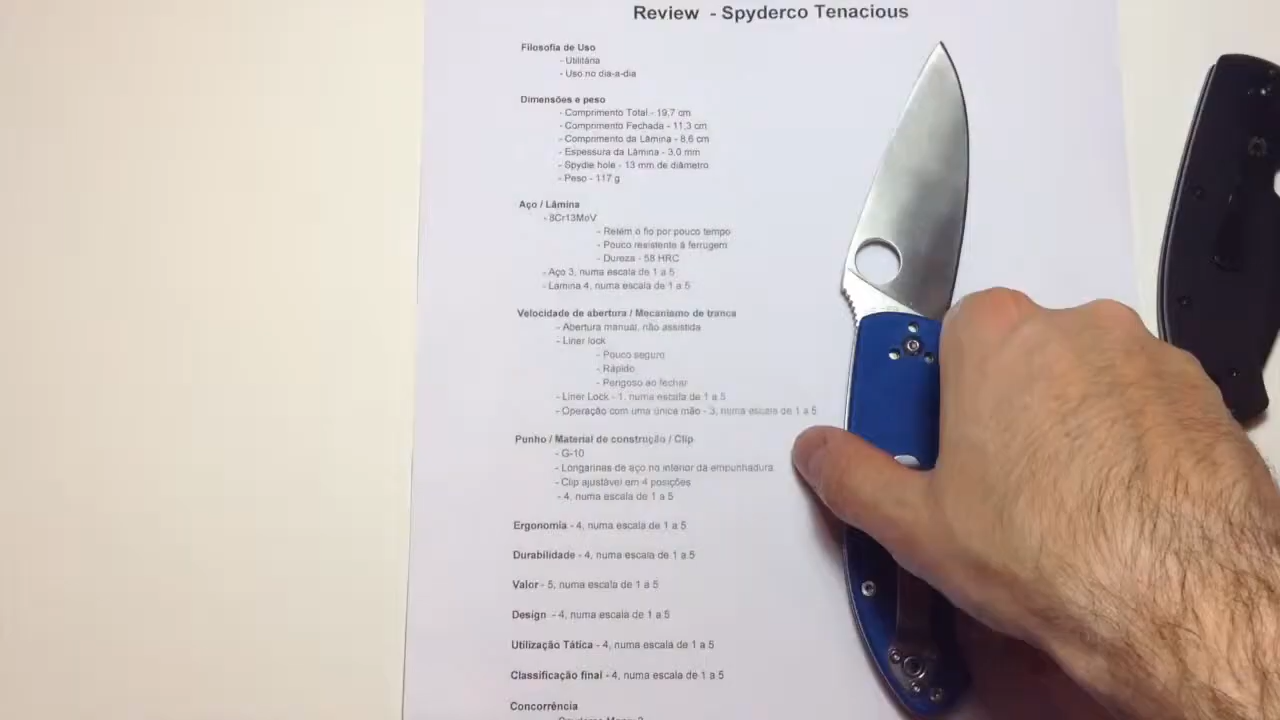 Review - Spyderco Tenacious
Filosofia de Uso
- Utilitária
- Uso no dia-a-dia
Dimensões e peso
- Comprimento Total - 19,7 cm
- Comprimento Fechada - 11,3 cm
- Comprimento da Lâmina - 8,6 cm
- Espessura da Lâmina - 3,0 mm
- Spydie hole - 13 mm de diâmetro
- Peso - 117 g
Aço / Lâmina
- 8Cr13MoV
- Retém o fio por pouco tempo
- Pouco resistente à ferrugem
- Dureza - 58 HRC
- Aço 3, numa escala de 1 a 5
- Lamina 4, numa escala de 1 a 5
Velocidade de abertura / Mecanismo de tranca
- Abertura manual, não assistida
- Liner lock
- Pouco seguro
- Rápido
- Perigoso ao fechar
- Liner Lock - 1, numa escala de 1 a 5
- Operação com uma única mão - 3, numa escala de 1 a 5
Punho / Material de construção / Clip
- G-10
- Longarinas de aço no interior da empunhadura
- Clip ajustável em 4 posições
- 4, numa escala de 1 a 5
Ergonomia - 4, numa escala de 1 a 5
Durabilidade - 4, numa escala de 1 a 5
Valor - 5, numa escala de 1 a 5
Design - 4, numa escala de 1 a 5
Utilização Tática - 4, numa escala de 1 a 5
Classificação final - 4, numa escala de 1 a 5
Concorrência